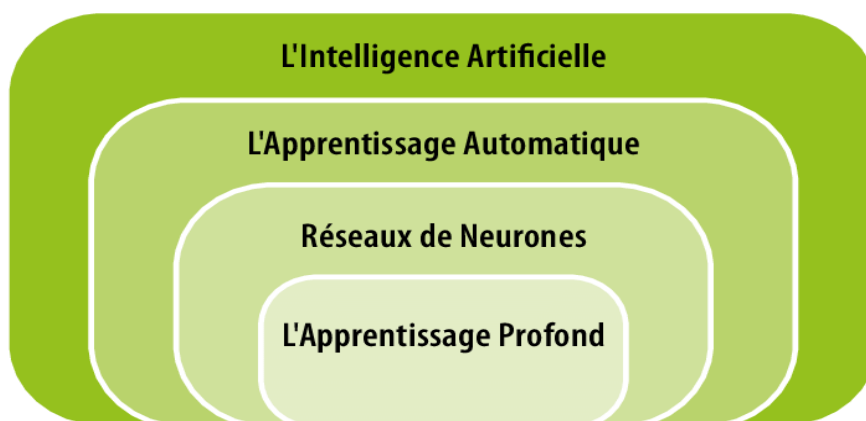 L'Intelligence Artificielle
L'Apprentissage Automatique
Réseaux de Neurones
L'Apprentissage Profond